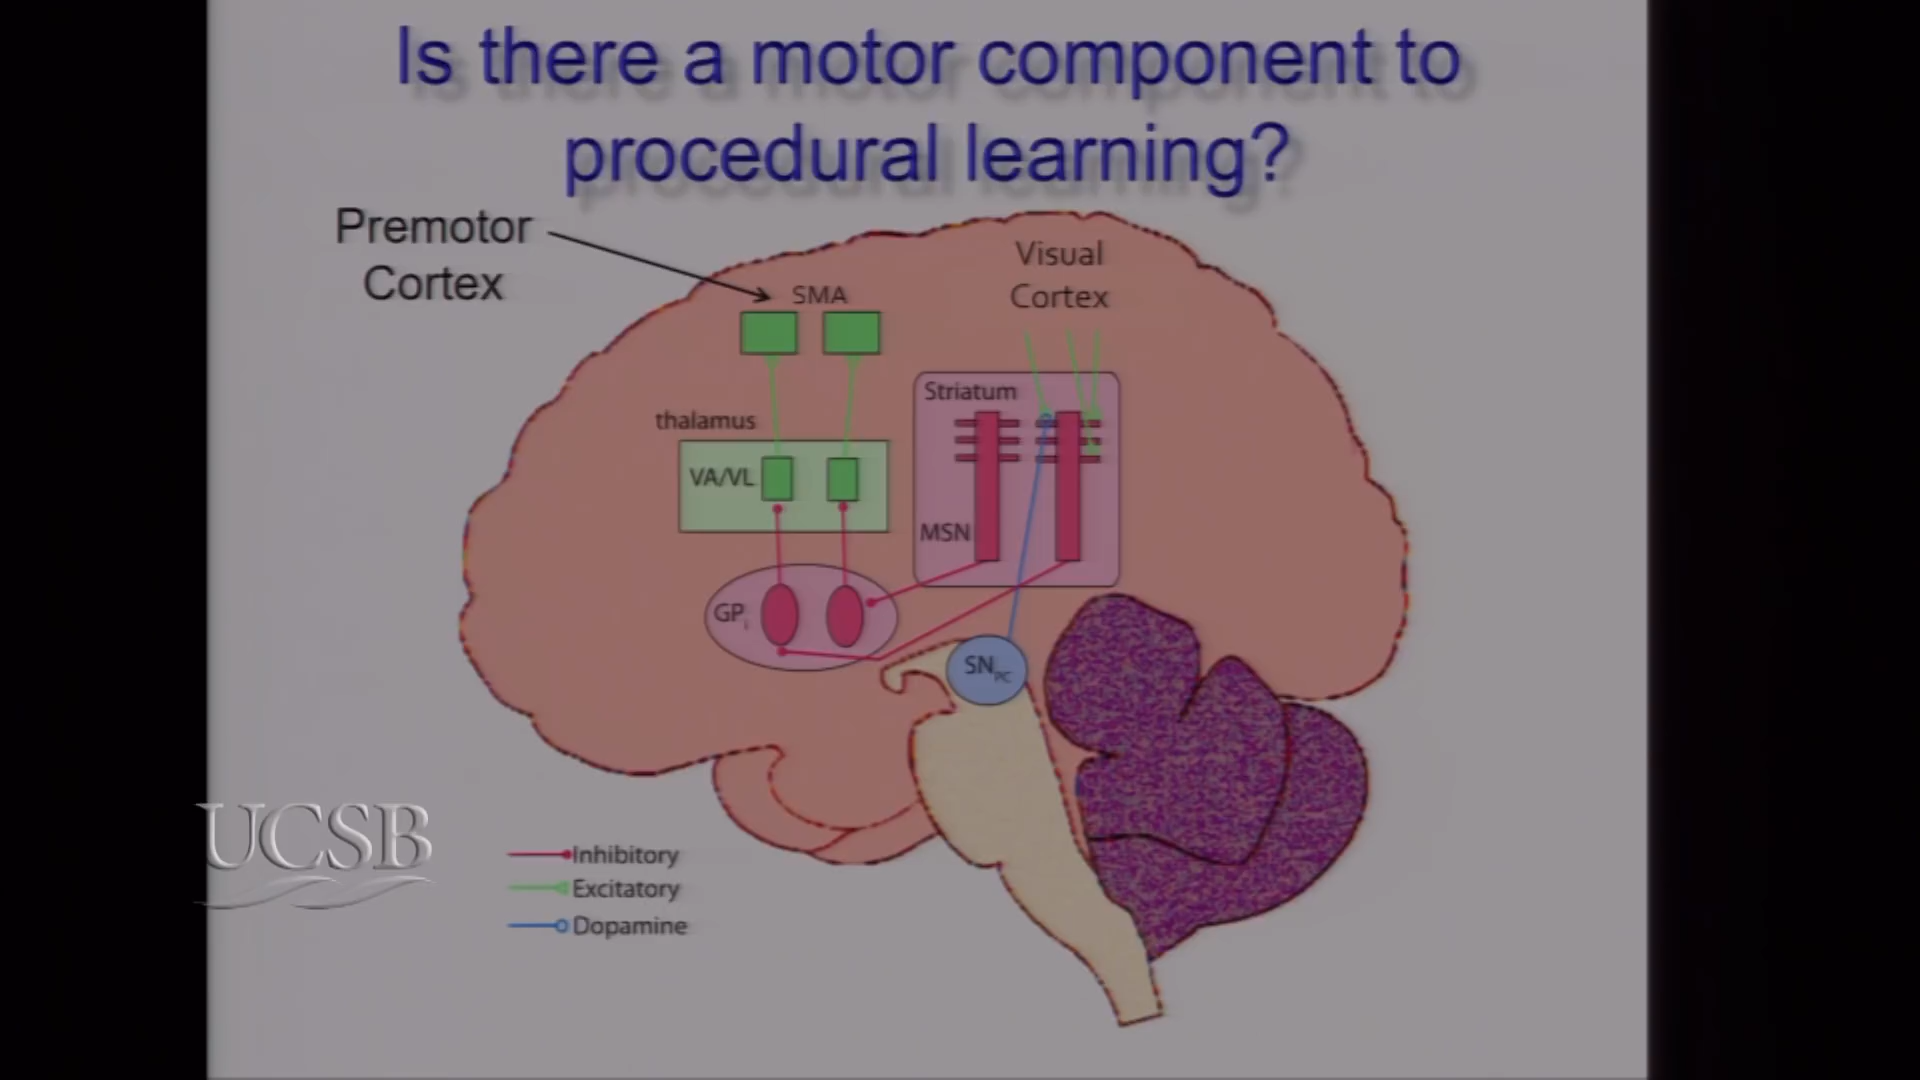 Is there a motor component to
procedural learning?
Premotor
Cortex
SMA
Visual
Cortex
Striatum
thalamus
VA/VL
MSN
GPi
SNPC
UCSB
Inhibitory
Excitatory
Dopamine